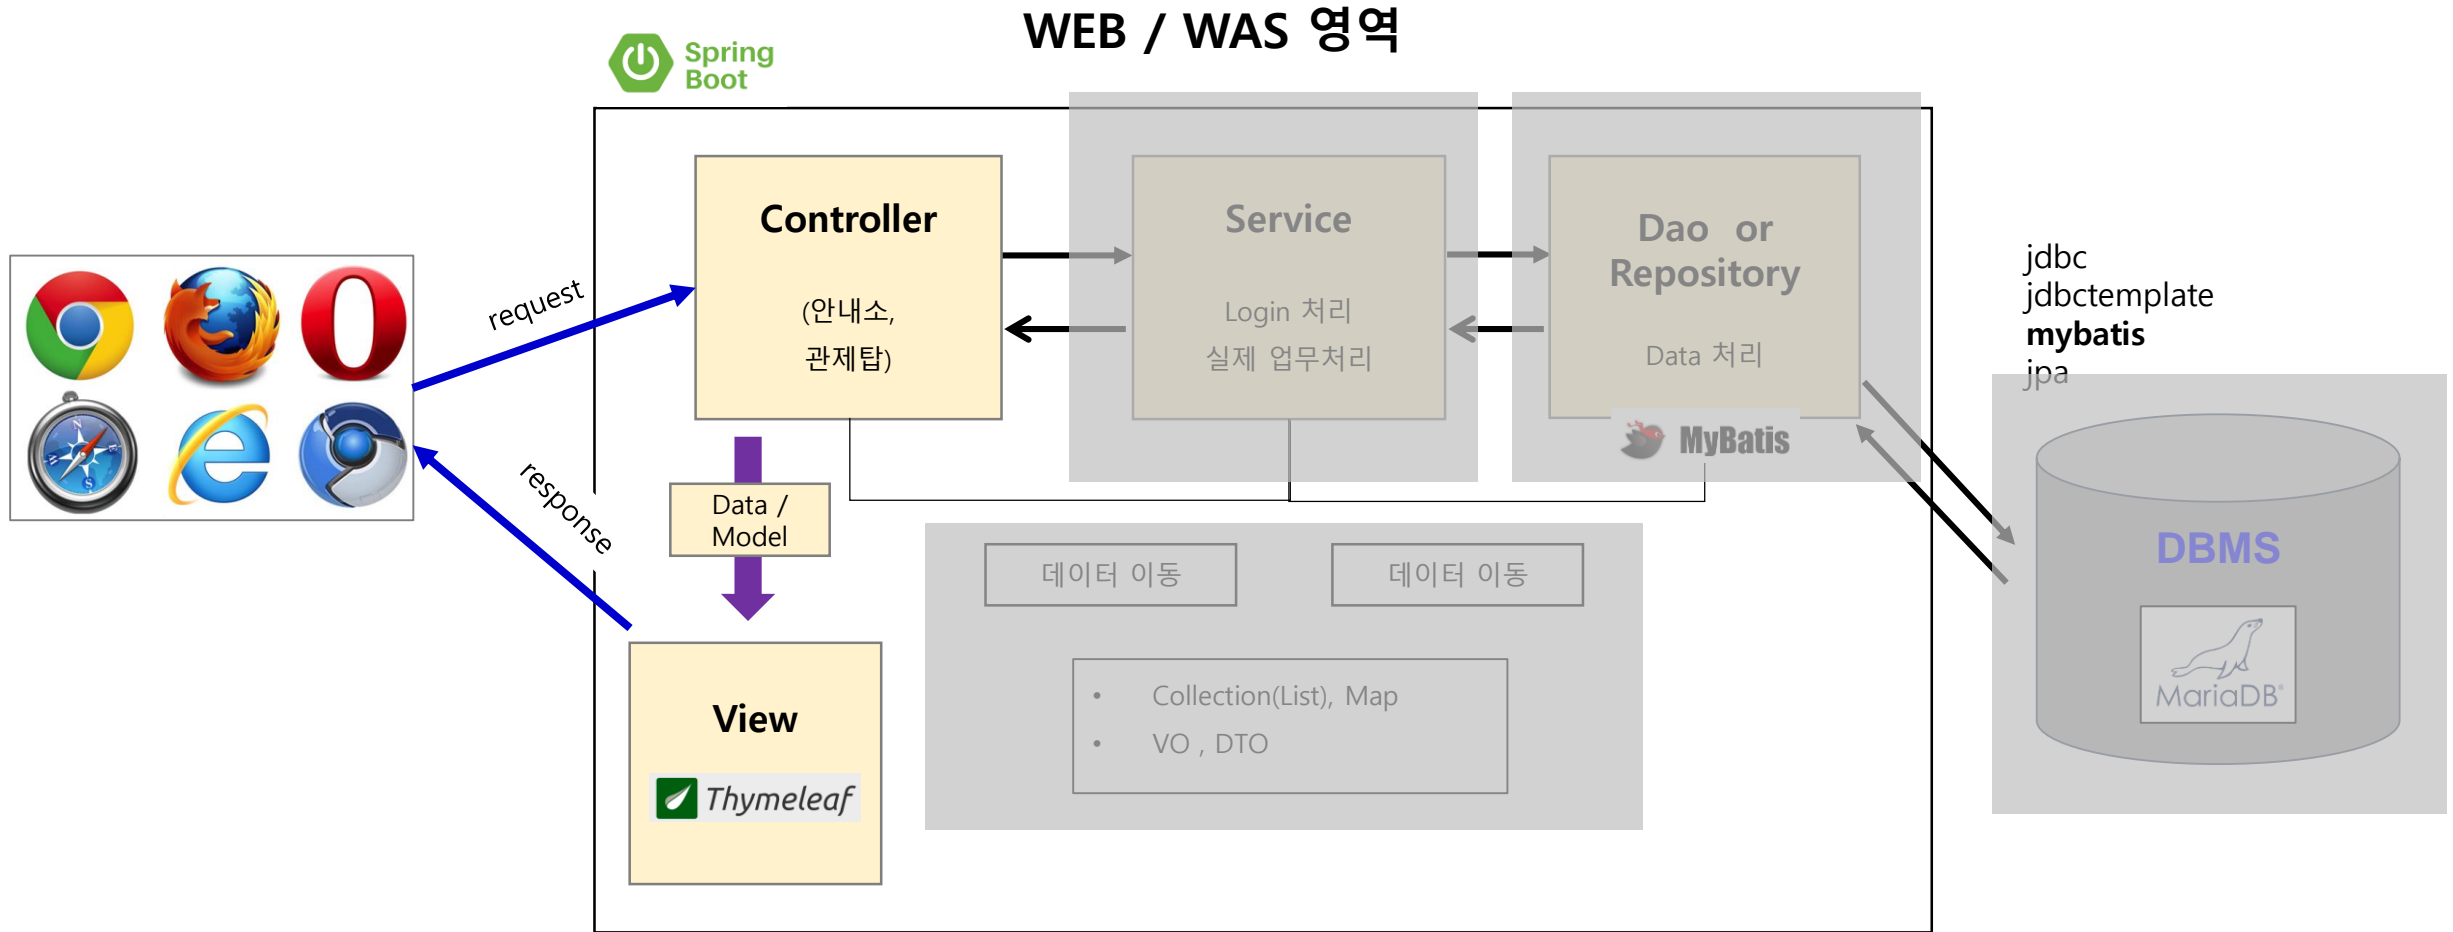 WEB / WAS 영역
Spring
Boot
Controller
(안내소,
관제탑)
Service
Login 처리
실제 업무처리
Dao or
Repository
Data 처리
MyBatis
jdbc
jdbctemplate
mybatis
jpa
request
response
N
E
S
W
Data /
Model
데이터 이동
데이터 이동
• Collection(List), Map
• VO , DTO
DBMS
MariaDB®
View
Thymeleaf